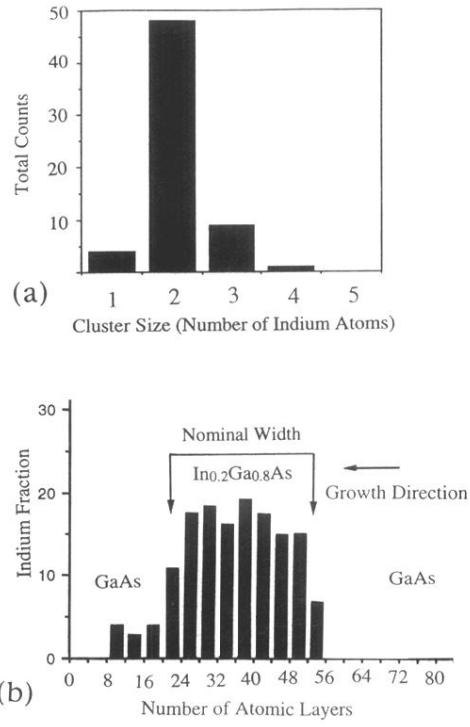 50
40
30
20
10
Total Counts
(a)
1 2 3 4 5
Cluster Size (Number of Indium Atoms)
30
20
10
0
Indium Fraction
Nominal Width
In0.2Ga0.8As
Growth Direction
GaAs
GaAs
(b)
0 8 16 24 32 40 48 56 64 72 80
Number of Atomic Layers